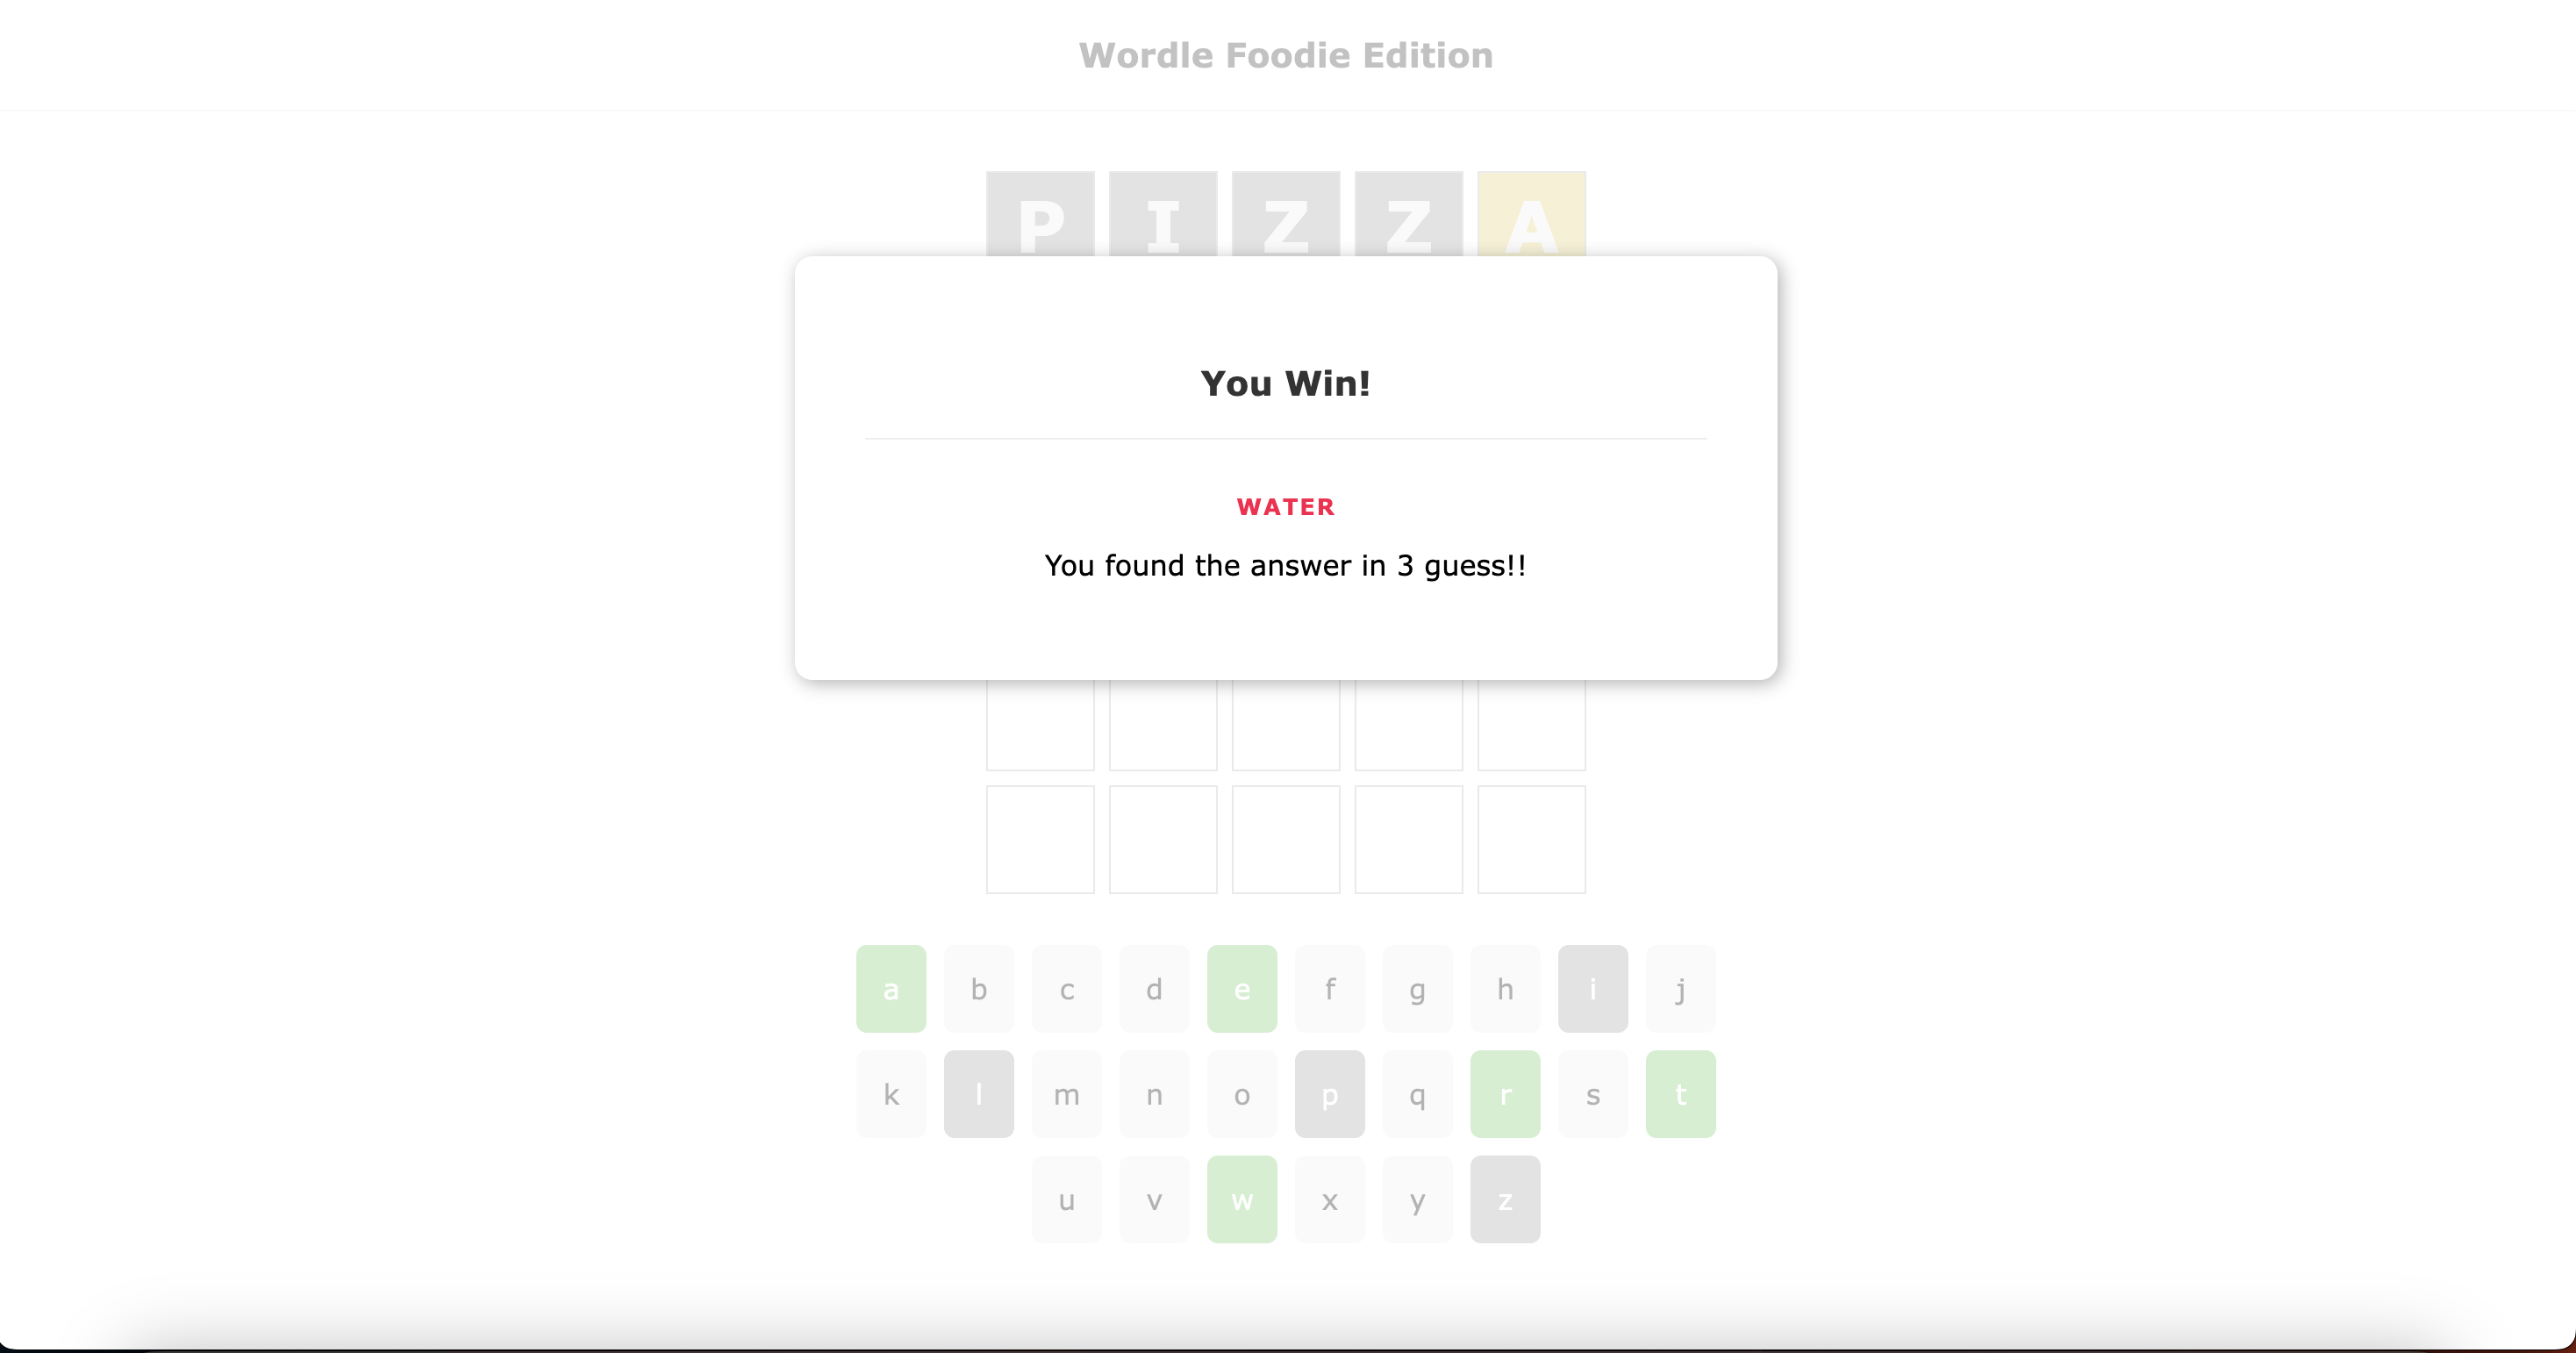 Wordle Foodie Edition
P I Z Z A
You Win!
WATER
You found the answer in 3 guess!!
a b c d e f g h i j
k l m n o p q r s t
u v w x y z